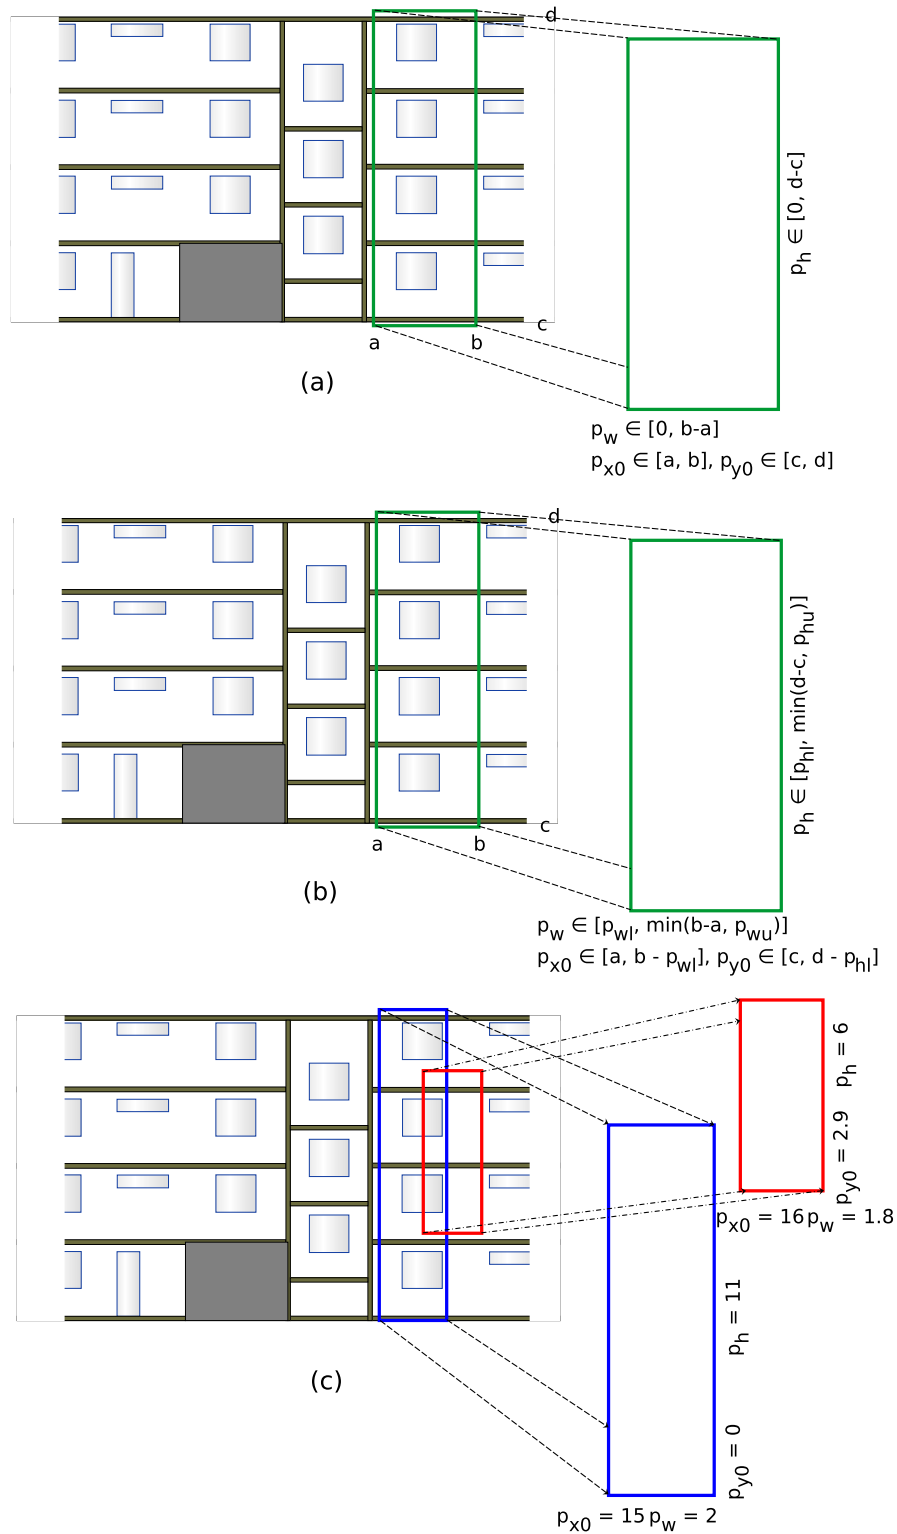 d
p_h ∈ [0, d-c]
c
a b
(a)
p_w ∈ [0, b-a]
p_x0 ∈ [a, b], p_y0 ∈ [c, d]
d
p_h ∈ [p_hl, min(d-c, p_hu)]
c
a b
(b)
p_w ∈ [p_wl, min(b-a, p_wu)]
p_x0 ∈ [a, b - p_wl], p_y0 ∈ [c, d - p_hl]
p_y0 = 2.9 p_h = 6
p_x0 = 16 p_w = 1.8
p_y0 = 0 p_h = 11
(c)
p_x0 = 15 p_w = 2